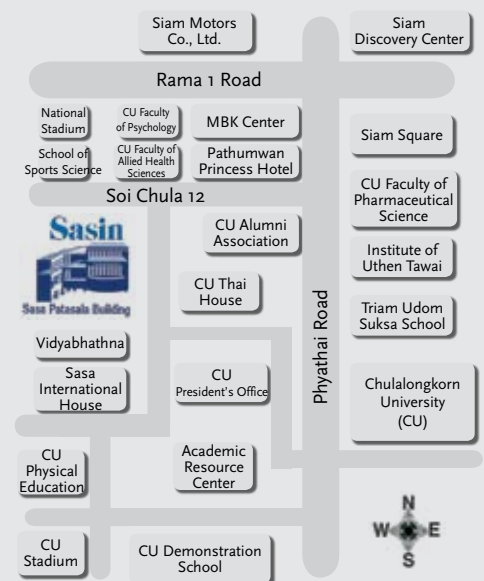 Siam Motors
Co., Ltd.
Siam
Discovery Center
Rama 1 Road
National
Stadium
CU Faculty
of Psychology
MBK Center
Siam Square
School of
Sports Science
CU Faculty of
Allied Health
Sciences
Pathumwan
Princess Hotel
Soi Chula 12
CU Faculty of
Pharmaceutical
Science
Sasin
Sasa Patasala Building
CU Alumni
Association
Institute of
Uthen Tawai
CU Thai
House
Phyathai Road
Triam Udom
Suksa School
Vidyabhathna
Sasa
International
House
CU
President's Office
Chulalongkorn
University
(CU)
CU
Physical
Education
Academic
Resource
Center
CU
Stadium
CU Demonstration
School
N
W
E
S